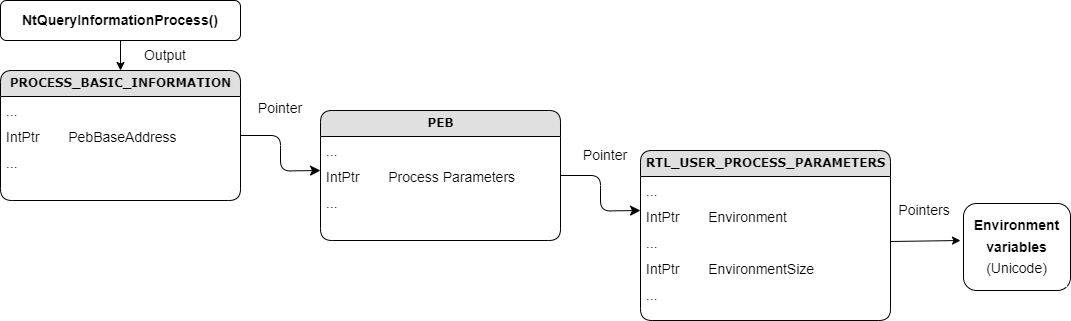 NtQueryInformationProcess()
Output
PROCESS_BASIC_INFORMATION
...
IntPtr PebBaseAddress
...
Pointer
PEB
...
IntPtr Process Parameters
...
Pointer
RTL_USER_PROCESS_PARAMETERS
...
IntPtr Environment
...
IntPtr EnvironmentSize
...
Pointers
Environment
variables
(Unicode)